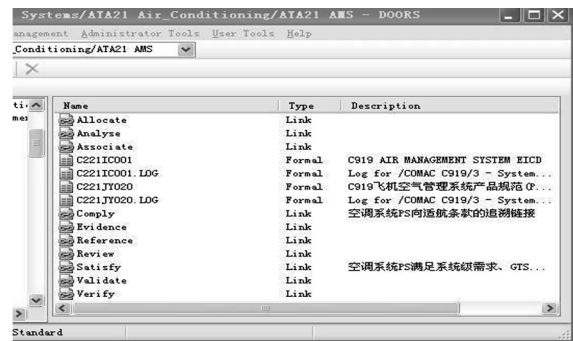 Systems/ATA21 Air_Conditioning/ATA21 AMS - DOORS
anagement Administrator Tools User Tools Help
_Conditioning/ATA21 AMS
Name Type Description
Allocate Link
Analyse Link
Associate Link
C221IC001 Formal C919 AIR MANAGEMENT SYSTEM EICD
C221IC001.LOG Formal Log for /COMAC C919/3 - System...
C221JY020 Formal C919飞机空气管理系统产品规范(P...
C221JY020.LOG Formal Log for /COMAC C919/3 - System...
Comply Link 空调系统PS向适航条款的追溯链接
Evidence Link
Reference Link
Review Link
Satisfy Link 空调系统PS满足系统级需求、GTS...
Validate Link
Verify Link
Standard